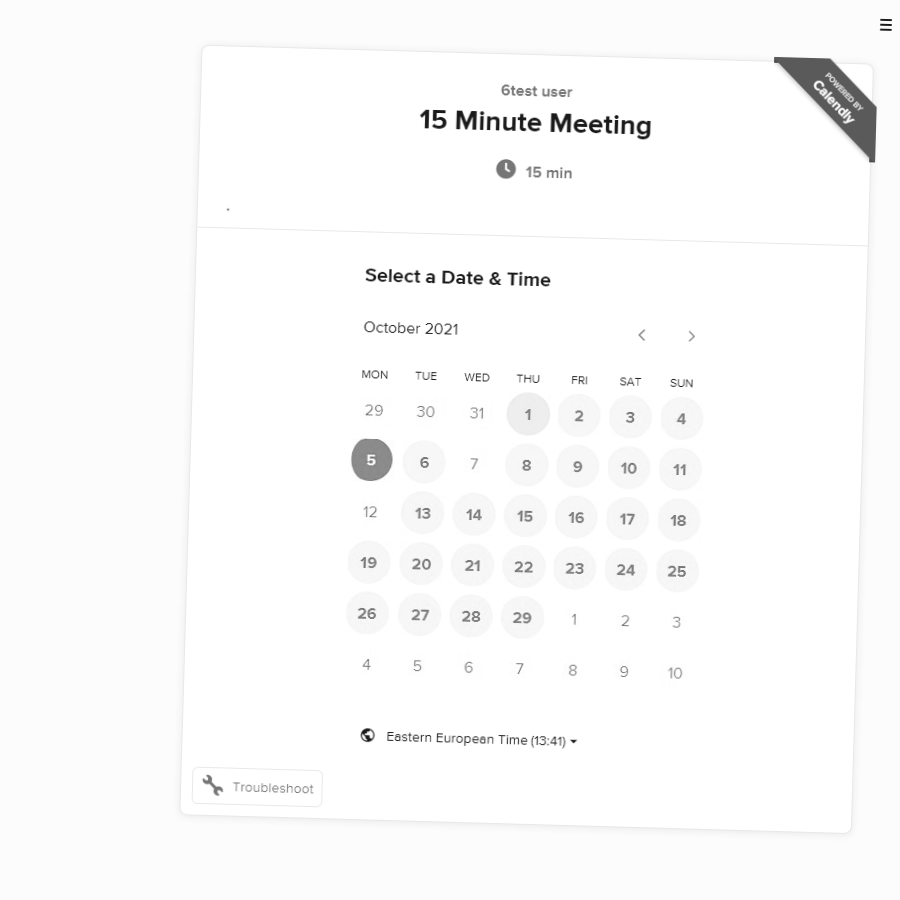 POWERED BY
Calendly
6test user
15 Minute Meeting
15 min
.
Select a Date & Time
October 2021
MON TUE WED THU FRI SAT SUN
29 30 31 1 2 3 4
5 6 7 8 9 10 11
12 13 14 15 16 17 18
19 20 21 22 23 24 25
26 27 28 29 1 2 3
4 5 6 7 8 9 10
Eastern European Time (13:41)
Troubleshoot